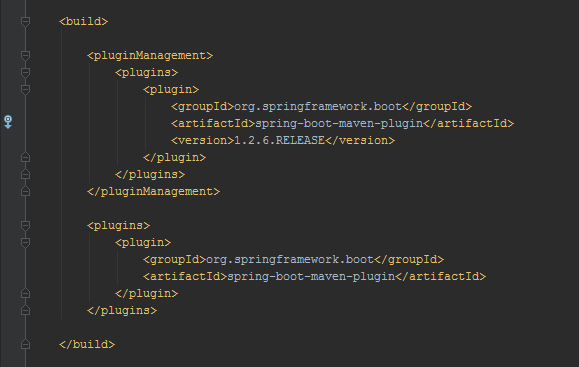 <build>
<pluginManagement>
<plugins>
<plugin>
<groupId>org.springframework.boot</groupId>
<artifactId>spring-boot-maven-plugin</artifactId>
<version>1.2.6.RELEASE</version>
</plugin>
</plugins>
</pluginManagement>
<plugins>
<plugin>
<groupId>org.springframework.boot</groupId>
<artifactId>spring-boot-maven-plugin</artifactId>
</plugin>
</plugins>
</build>